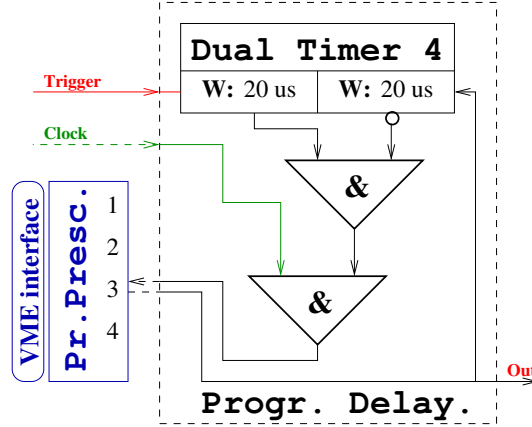 Dual Timer 4
W: 20 us
W: 20 us
Trigger
Clock
&
&
VME interface
Pr.Presc.
1
2
3
4
Out
Progr. Delay.